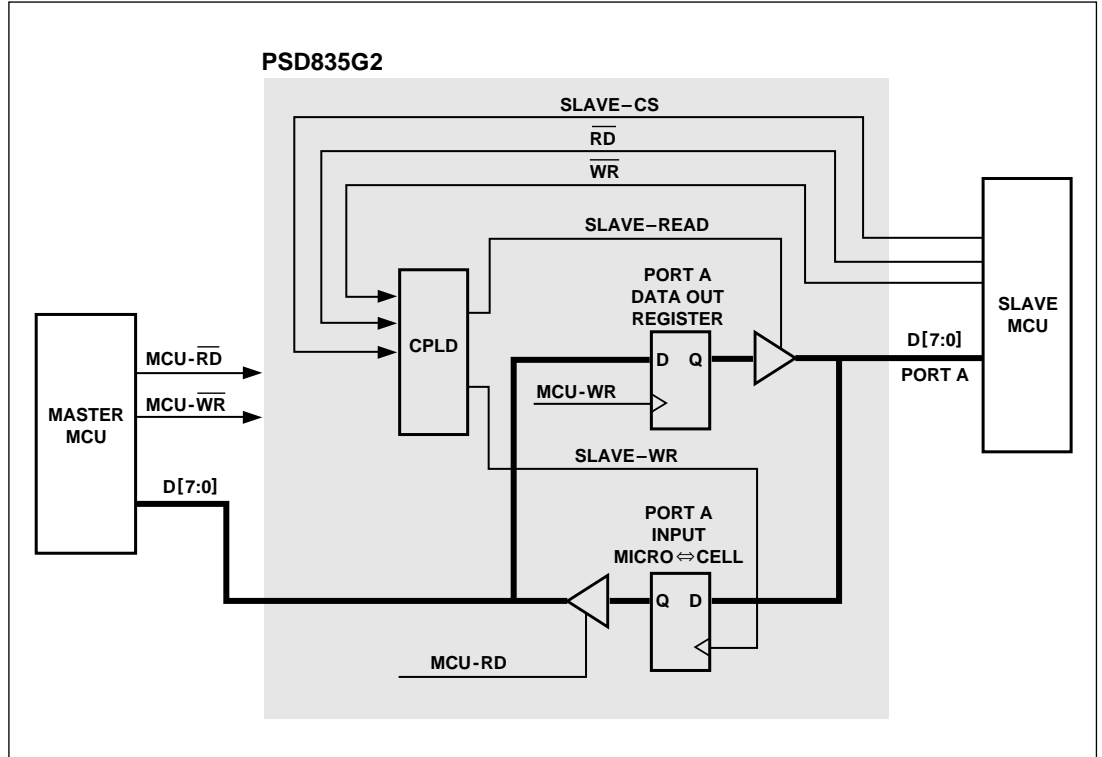 PSD835G2
SLAVE–CS
RD
WR
SLAVE–READ
PORT A
DATA OUT
REGISTER
D Q
MCU-WR
CPLD
MCU-RD
MCU-WR
MASTER
MCU
D[7:0]
SLAVE
MCU
D[7:0]
PORT A
SLAVE–WR
PORT A
INPUT
MICRO⇔CELL
Q D
MCU-RD